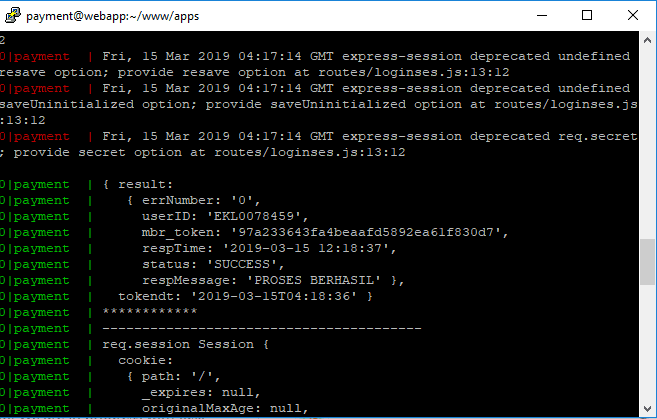 payment@webapp:~/www/apps
2
0|payment  | Fri, 15 Mar 2019 04:17:14 GMT express-session deprecated undefined
resave option; provide resave option at routes/loginses.js:13:12
0|payment  | Fri, 15 Mar 2019 04:17:14 GMT express-session deprecated undefined
saveUninitialized option; provide saveUninitialized option at routes/loginses.js
:13:12
0|payment  | Fri, 15 Mar 2019 04:17:14 GMT express-session deprecated req.secret
; provide secret option at routes/loginses.js:13:12
0|payment  | { result:
0|payment  |    { errNumber: '0',
0|payment  |      userID: 'EKL0078459',
0|payment  |      mbr_token: '97a233643fa4beaafd5892ea61f830d7',
0|payment  |      respTime: '2019-03-15 12:18:37',
0|payment  |      status: 'SUCCESS',
0|payment  |      respMessage: 'PROSES BERHASIL' },
0|payment  |   tokendt: '2019-03-15T04:18:36' }
0|payment  | ************
0|payment  | ----------------------------------------
0|payment  | req.session Session {
0|payment  |   cookie:
0|payment  |    { path: '/',
0|payment  |      _expires: null,
0|payment  |      originalMaxAge: null,